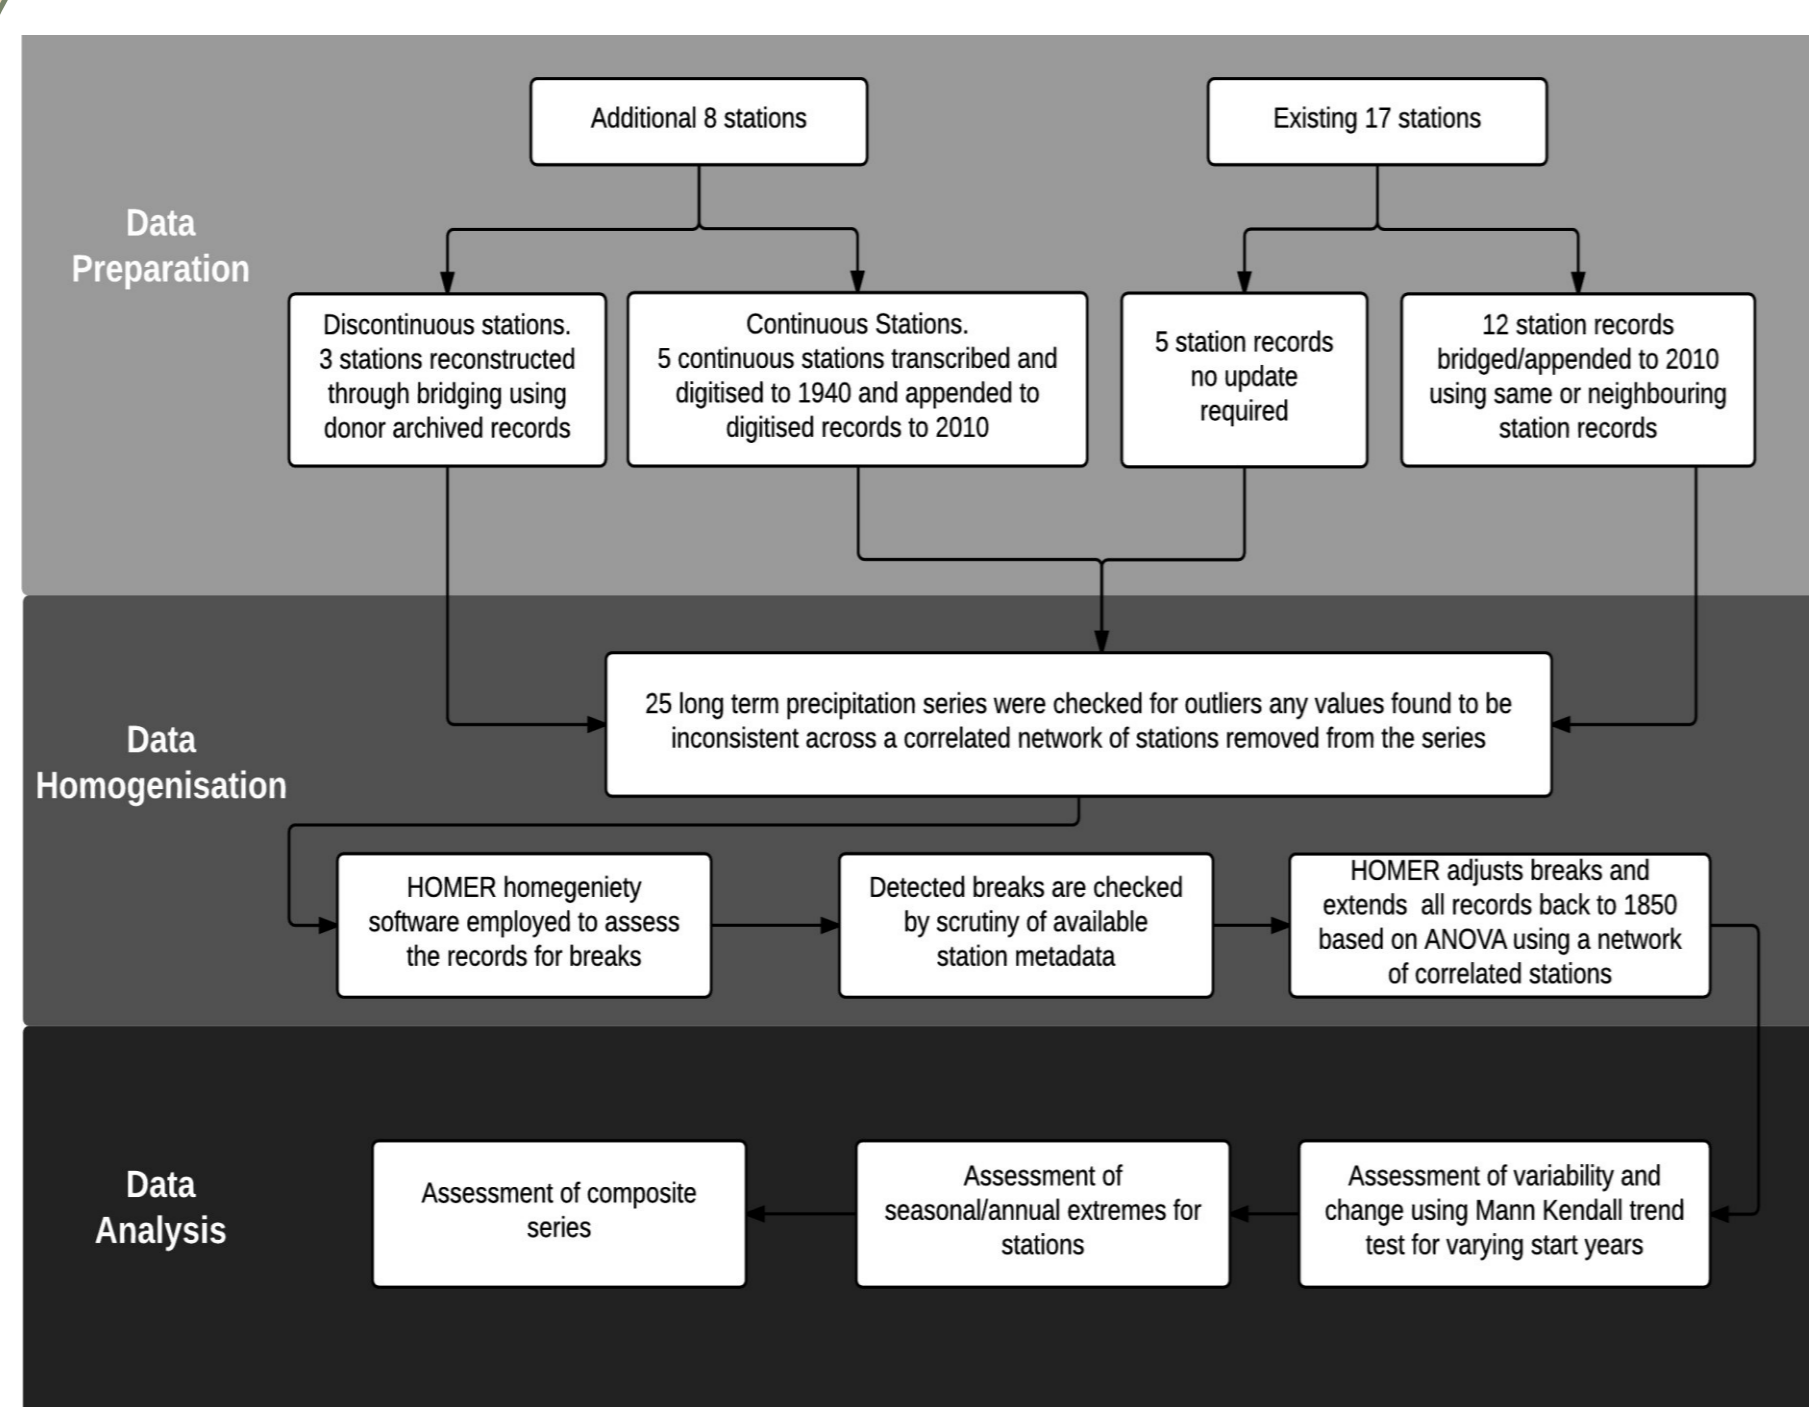 Additional 8 stations
Existing 17 stations
Data
Preparation
Discontinuous stations.
3 stations reconstructed
through bridging using
donor archived records
Continuous Stations.
5 continuous stations transcribed and
digitised to 1940 and appended to
digitised records to 2010
5 station records
no update
required
12 station records
bridged/appended to 2010
using same or neighbouring
station records
Data
Homogenisation
25 long term precipitation series were checked for outliers any values found to be
inconsistent across a correlated network of stations removed from the series
HOMER homegeniety
software employed to assess
the records for breaks
Detected breaks are checked
by scrutiny of available
station metadata
HOMER adjusts breaks and
extends all records back to 1850
based on ANOVA using a network
of correlated stations
Data
Analysis
Assessment of composite
series
Assessment of
seasonal/annual extremes for
stations
Assessment of variability and
change using Mann Kendall trend
test for varying start years